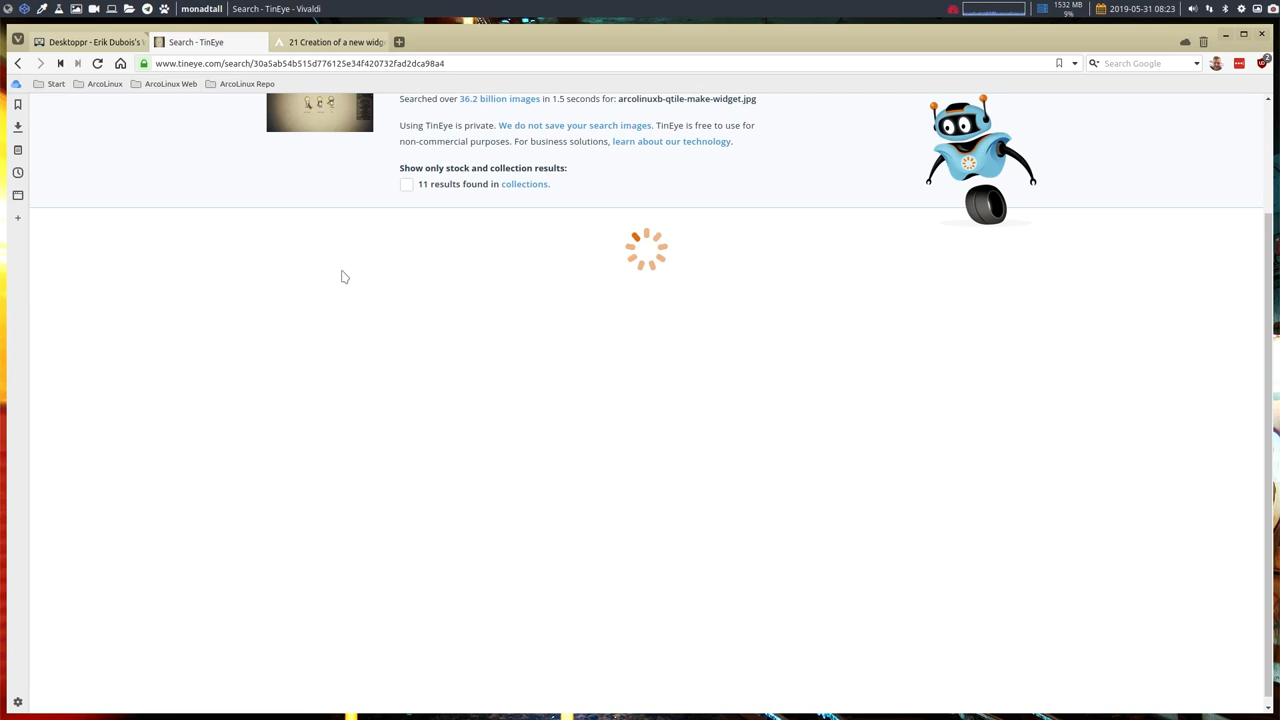 monadtall
Search - TinEye - Vivaldi
1532 MB
9%
2019-05-31 08:23
Desktoppr - Erik Dubois's
Search - TinEye
21 Creation of a new widg
www.tineye.com/search/30a5ab54b515d776125e34f420732fad2dca98a4
Search Google
2
Start
ArcoLinux
ArcoLinux Web
ArcoLinux Repo
Searched over 36.2 billion images in 1.5 seconds for: arcolinuxb-qtile-make-widget.jpg
Using TinEye is private. We do not save your search images. TinEye is free to use for
non-commercial purposes. For business solutions, learn about our technology.
Show only stock and collection results:
11 results found in collections.